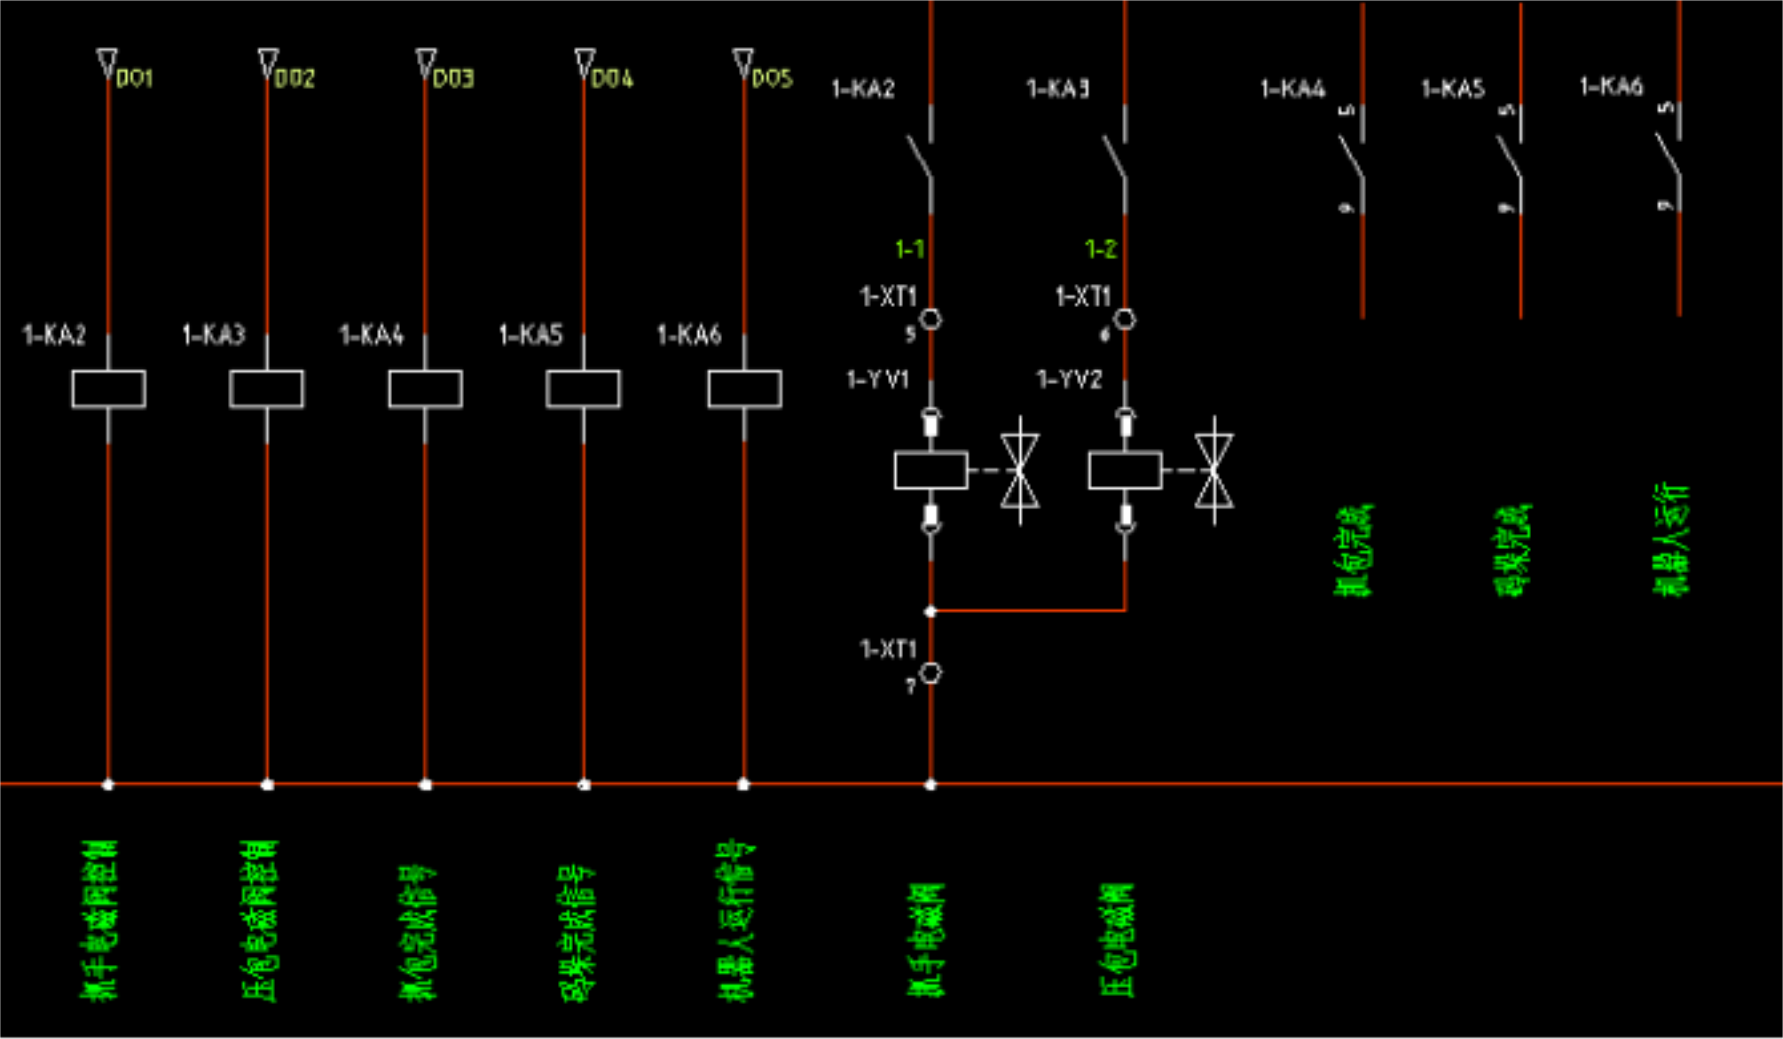 DO1
DO2
DO3
DO4
DO5
1-KA2
1-KA3
1-KA4
1-KA5
1-KA6
5
5
5
9
9
9
1-1
1-2
1-XT1
1-XT1
5
6
1-KA2
1-KA3
1-KA4
1-KA5
1-KA6
1-YV1
1-YV2
抓包完成
码垛完成
机器人运行
1-XT1
7
抓手电磁阀控制
压包电磁阀控制
抓包完成信号
码垛完成信号
机器人运行信号
抓手电磁阀
压包电磁阀